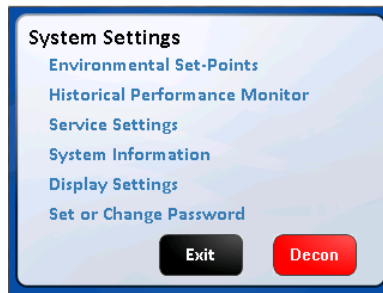 System Settings
Environmental Set-Points
Historical Performance Monitor
Service Settings
System Information
Display Settings
Set or Change Password
Exit Decon